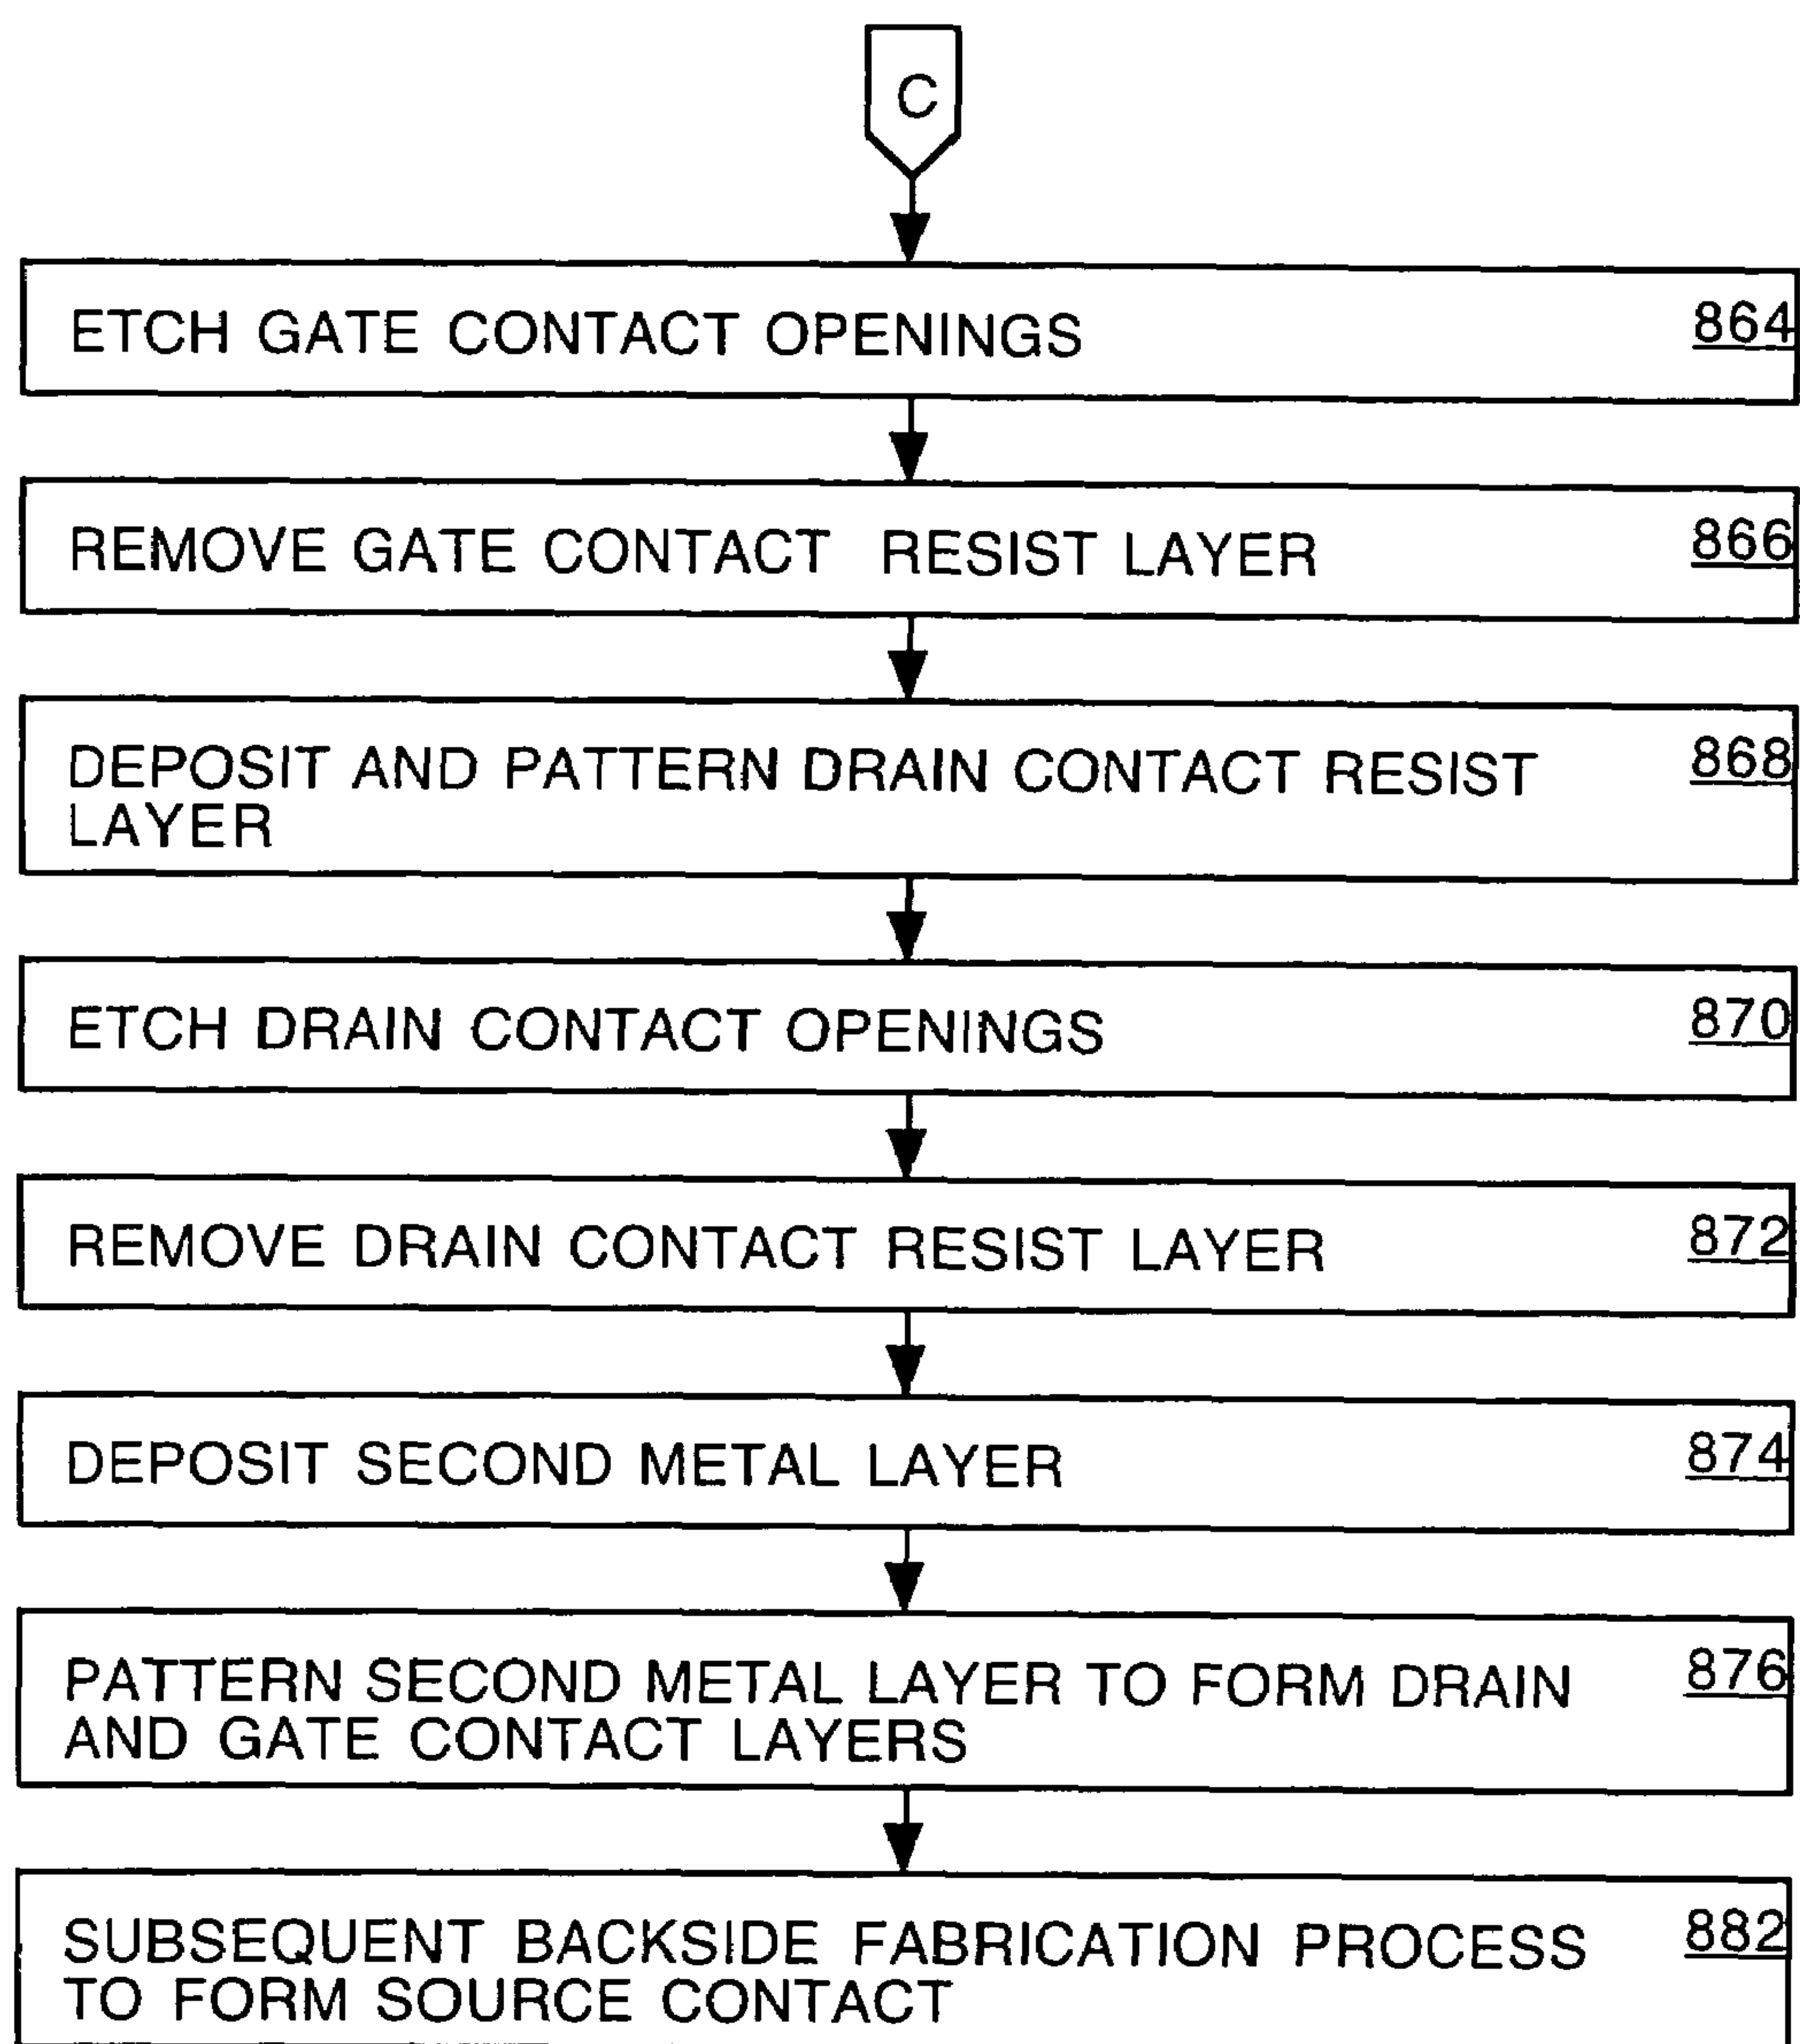 C
ETCH GATE CONTACT OPENINGS 864
REMOVE GATE CONTACT RESIST LAYER 866
DEPOSIT AND PATTERN DRAIN CONTACT RESIST 868
LAYER
ETCH DRAIN CONTACT OPENINGS 870
REMOVE DRAIN CONTACT RESIST LAYER 872
DEPOSIT SECOND METAL LAYER 874
PATTERN SECOND METAL LAYER TO FORM DRAIN 876
AND GATE CONTACT LAYERS
SUBSEQUENT BACKSIDE FABRICATION PROCESS 882
TO FORM SOURCE CONTACT